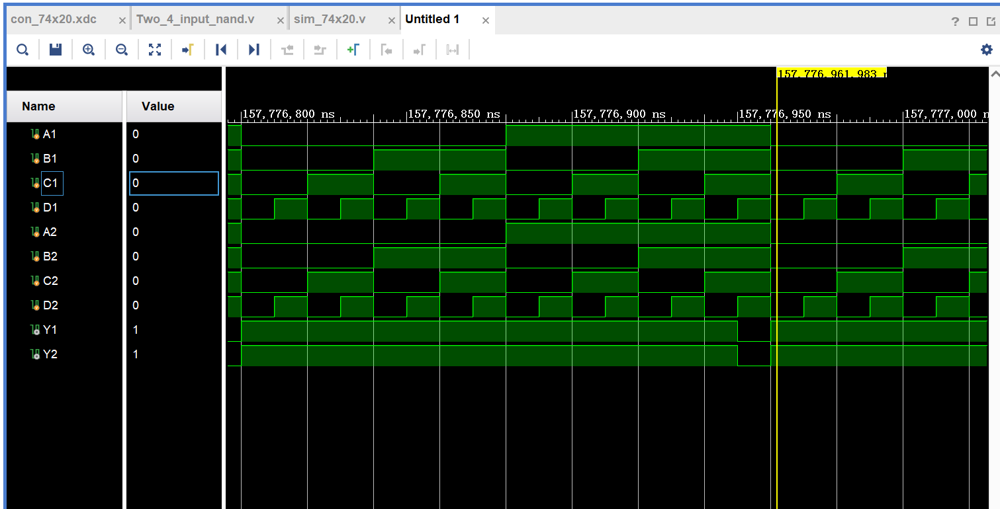 con_74x20.xdc × Two_4_input_nand.v × sim_74x20.v × Untitled 1 × ?
157,776,961,983
Name Value 157,776,800 ns 157,776,850 ns 157,776,900 ns 157,776,950 ns 157,777,000
A1 0
B1 0
C1 0
D1 0
A2 0
B2 0
C2 0
D2 0
Y1 1
Y2 1